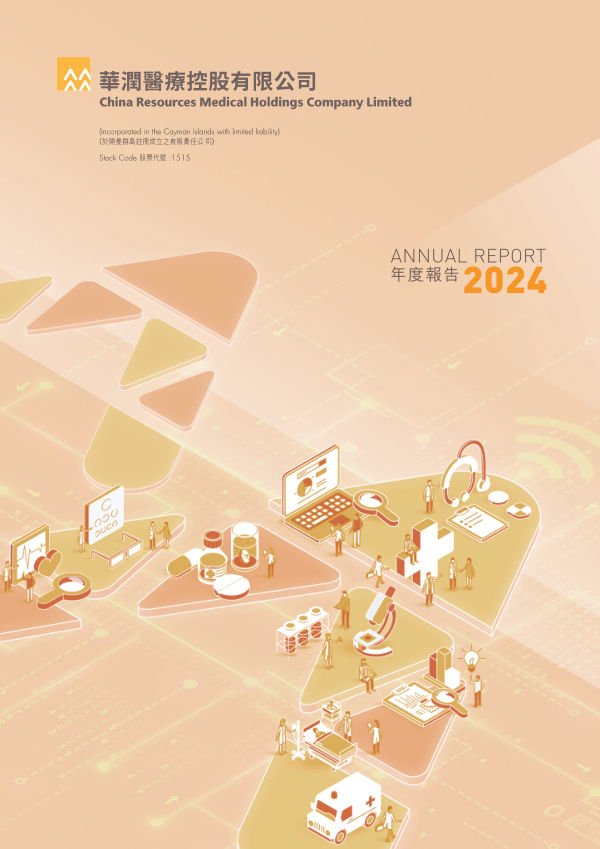 華潤醫療控股有限公司
China Resources Medical Holdings Company Limited
(Incorporated in the Cayman Islands with limited liability)
(於開曼群島註冊成立之有限責任公司)
Stock Code 股票代號 :1515
ANNUAL REPORT
年度報告 2024